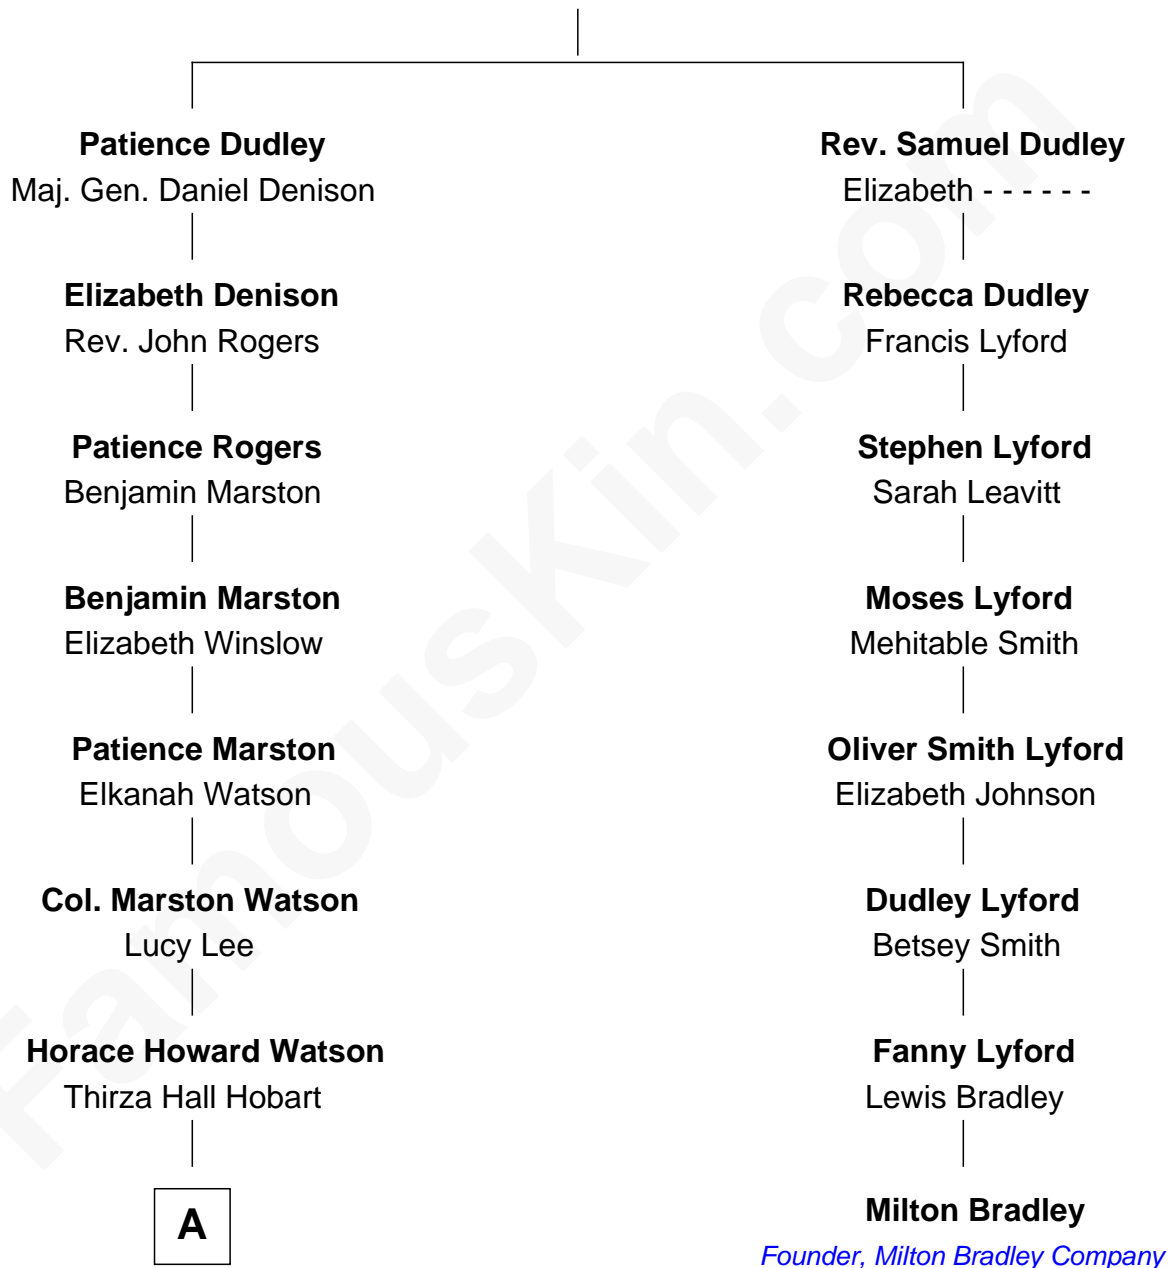 Patience Dudley
Maj. Gen. Daniel Denison
Elizabeth Denison
Rev. John Rogers
Patience Rogers
Benjamin Marston
Benjamin Marston
Elizabeth Winslow
Patience Marston
Elkanah Watson
Col. Marston Watson
Lucy Lee
Horace Howard Watson
Thirza Hall Hobart
A
Rev. Samuel Dudley
Elizabeth - - - - - -
Rebecca Dudley
Francis Lyford
Stephen Lyford
Sarah Leavitt
Moses Lyford
Mehitable Smith
Oliver Smith Lyford
Elizabeth Johnson
Dudley Lyford
Betsey Smith
Fanny Lyford
Lewis Bradley
Milton Bradley
Founder, Milton Bradley Company
FamousKin.com